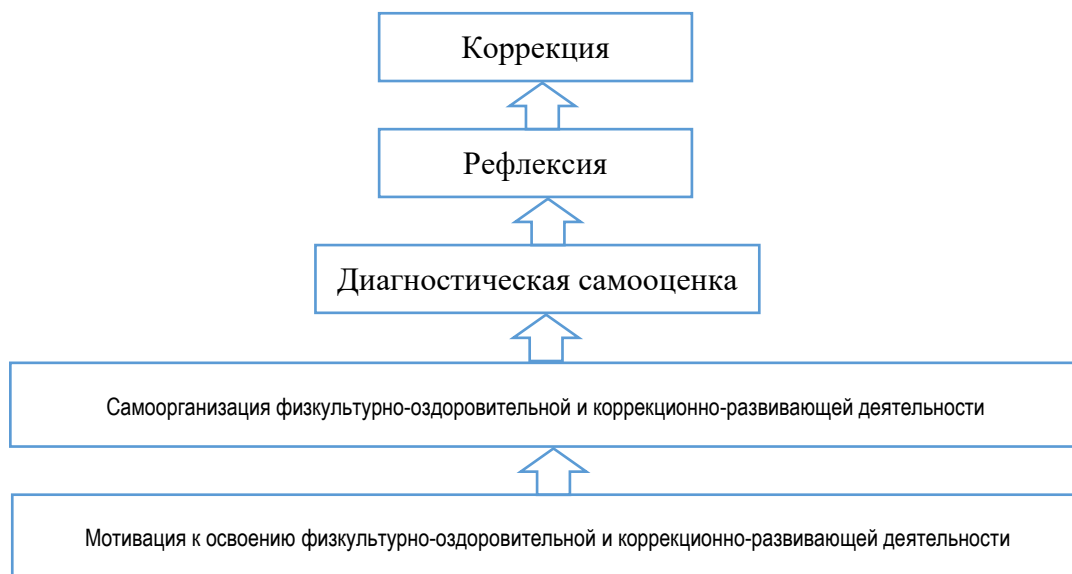 Коррекция
Рефлексия
Диагностическая самооценка
Самоорганизация физкультурно-оздоровительной и коррекционно-развивающей деятельности
Мотивация к освоению физкультурно-оздоровительной и коррекционно-развивающей деятельности